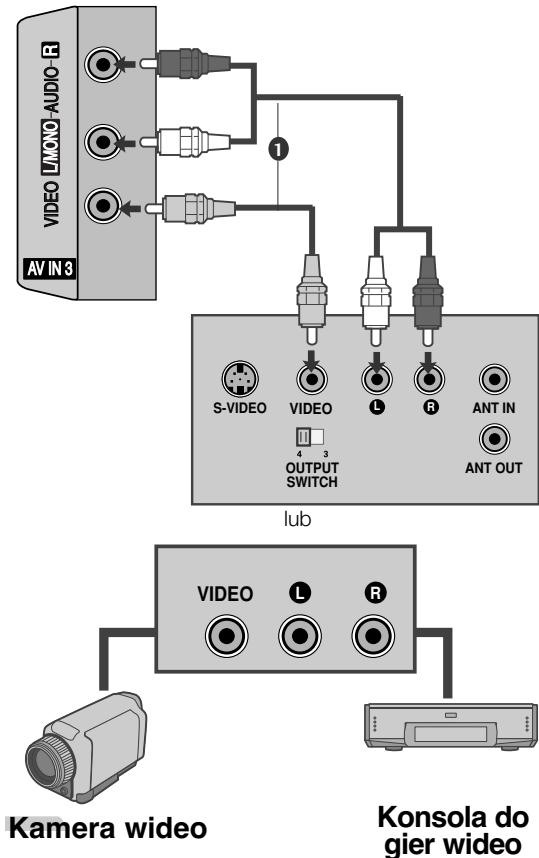 VIDEO L/MONO-AUDIO-R
AV IN 3
1
S-VIDEO VIDEO L R ANT IN
4 3
OUTPUT
SWITCH
ANT OUT
lub
VIDEO L R
Kamera wideo
Konsola do
gier wideo